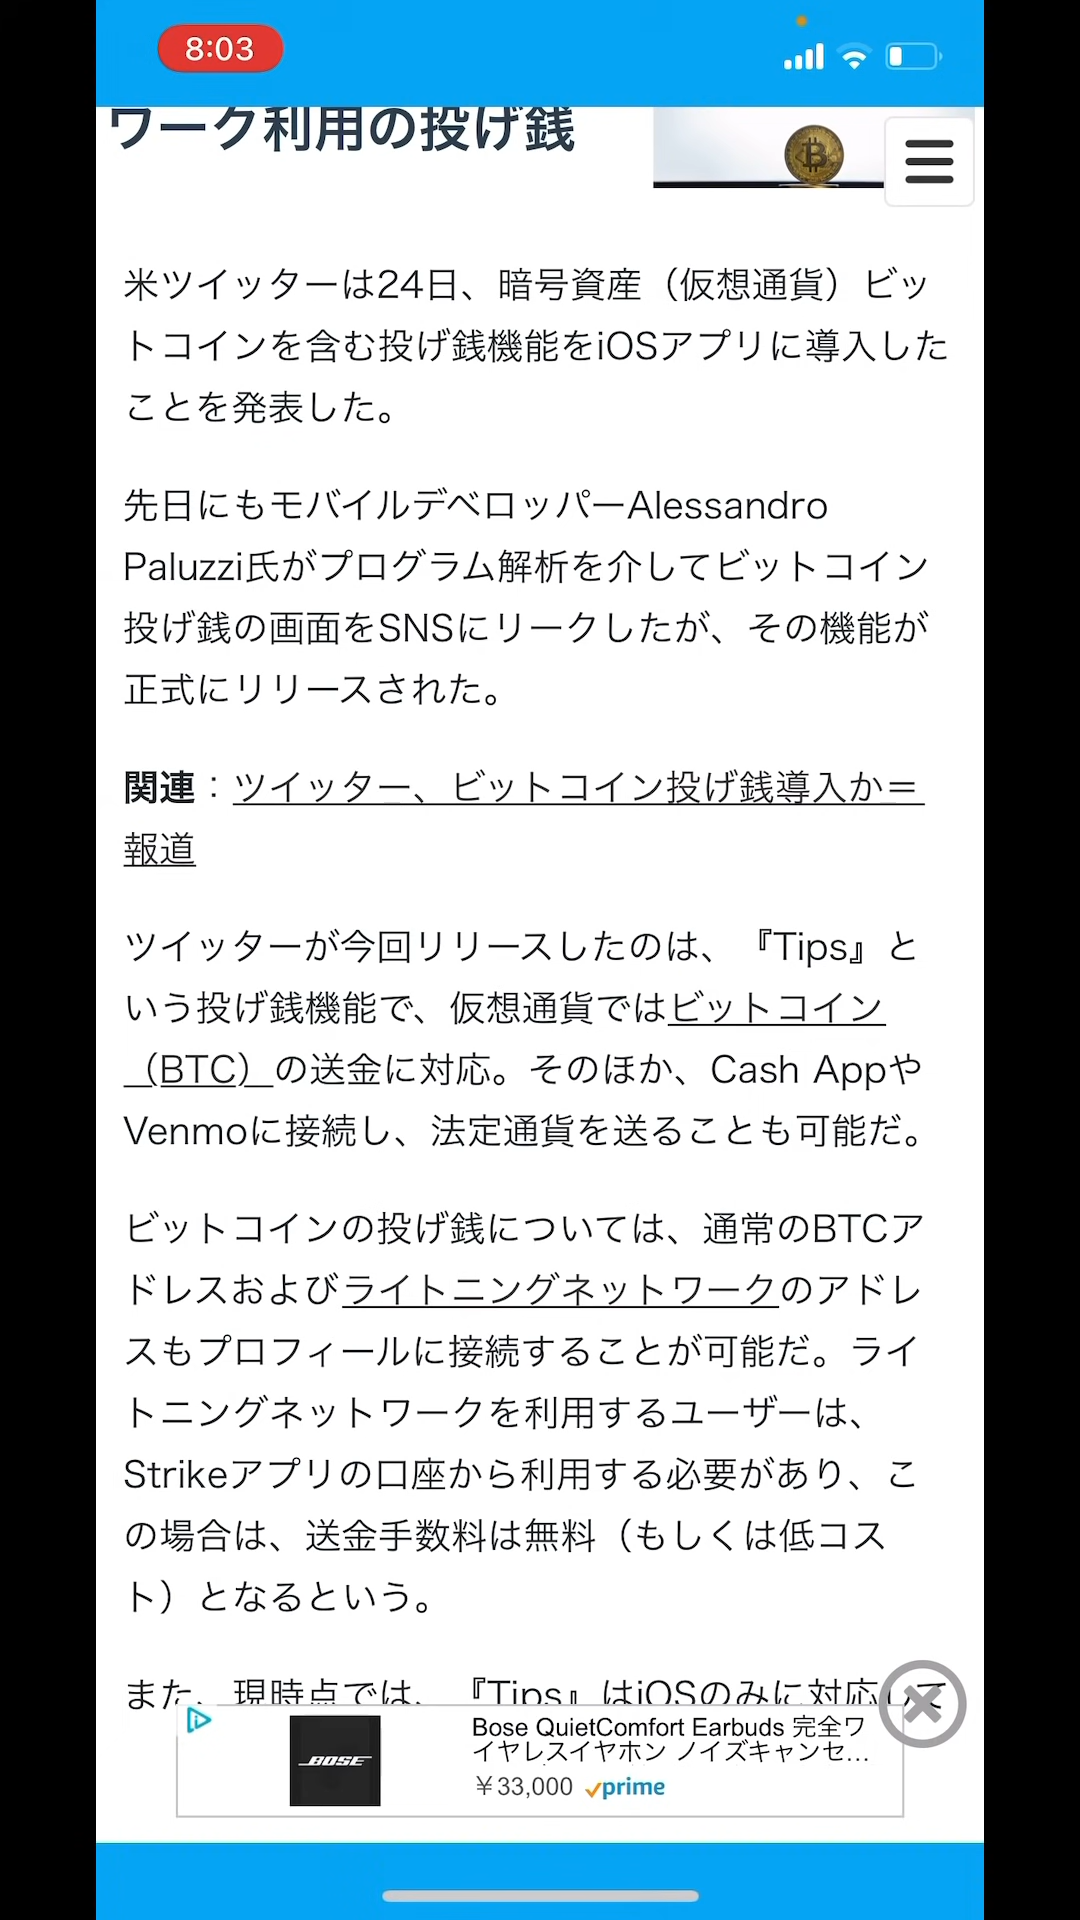 8:03
ワーク利用の投げ銭
米ツイッターは24日、暗号資産（仮想通貨）ビッ
トコインを含む投げ銭機能をiOSアプリに導入した
ことを発表した。
先日にもモバイルデベロッパーAlessandro
Paluzzi氏がプログラム解析を介してビットコイン
投げ銭の画面をSNSにリークしたが、その機能が
正式にリリースされた。
関連：ツイッター、ビットコイン投げ銭導入か＝
報道
ツイッターが今回リリースしたのは、『Tips』と
いう投げ銭機能で、仮想通貨ではビットコイン
（BTC）の送金に対応。そのほか、Cash Appや
Venmoに接続し、法定通貨を送ることも可能だ。
ビットコインの投げ銭については、通常のBTCア
ドレスおよびライトニングネットワークのアドレ
スもプロフィールに接続することが可能だ。ライ
トニングネットワークを利用するユーザーは、
Strikeアプリの口座から利用する必要があり、こ
の場合は、送金手数料は無料（もしくは低コス
ト）となるという。
また、現時点では、『Tips』はiOSのみに対応して
BOSE
Bose QuietComfort Earbuds 完全ワ
イヤレスイヤホン ノイズキャンセ...
￥33,000 prime